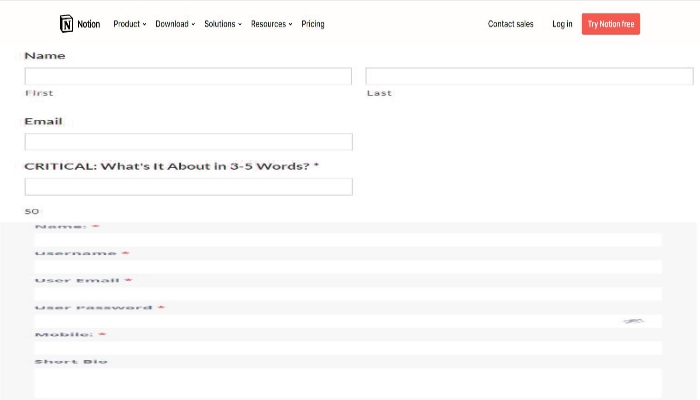 Notion Product Download Solutions Resources Pricing Contact sales Log in Try Notion free
Name
First Last
Email
CRITICAL: What's It About in 3-5 Words? *
50
Name: *
Username *
User Email *
User Password *
Mobile: *
Short Bio